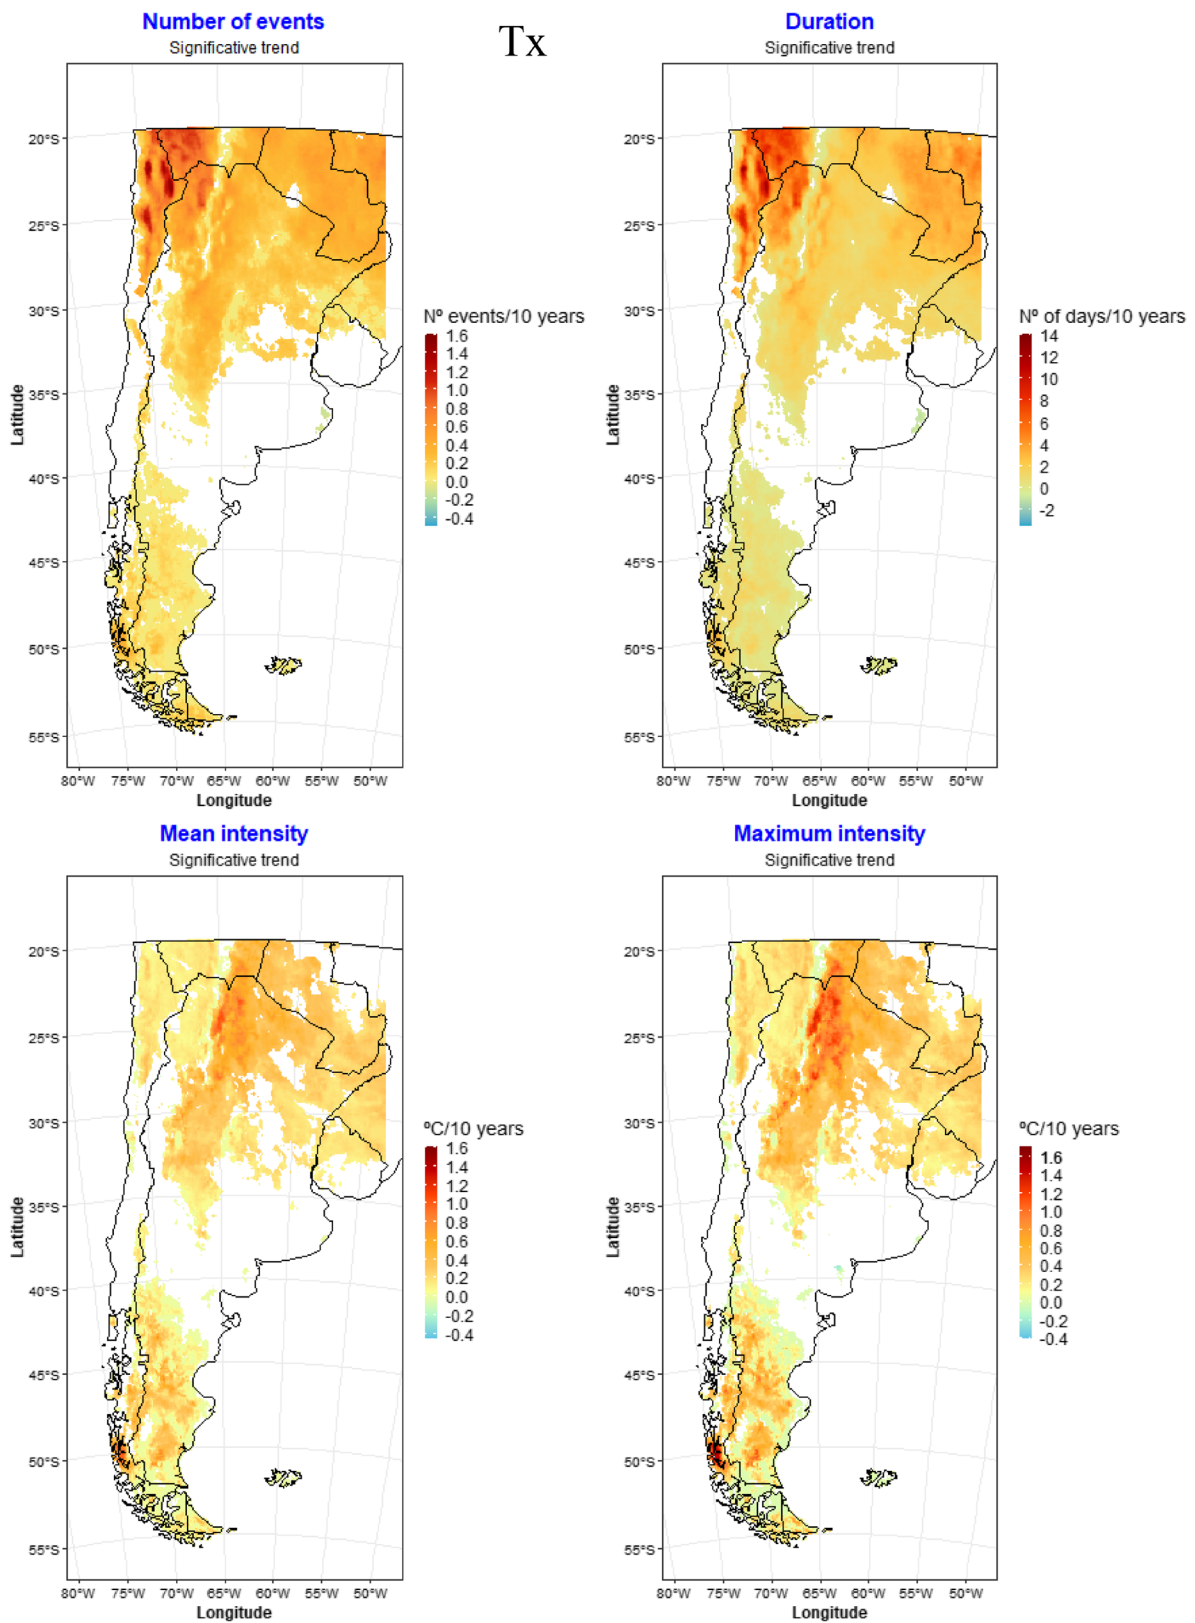 Tx
Number of events
Significative trend
20°S
25°S
30°S
35°S
40°S
45°S
50°S
55°S
Latitude
80°W 75°W 70°W 65°W 60°W 55°W 50°W
Longitude
Nº events/10 years
1.6
1.4
1.2
1.0
0.8
0.6
0.4
0.2
0.0
-0.2
-0.4
Duration
Significative trend
20°S
25°S
30°S
35°S
40°S
45°S
50°S
55°S
Latitude
80°W 75°W 70°W 65°W 60°W 55°W 50°W
Longitude
Nº of days/10 years
14
12
10
8
6
4
2
0
-2
Mean intensity
Significative trend
20°S
25°S
30°S
35°S
40°S
45°S
50°S
55°S
Latitude
80°W 75°W 70°W 65°W 60°W 55°W 50°W
Longitude
ºC/10 years
1.6
1.4
1.2
1.0
0.8
0.6
0.4
0.2
0.0
-0.2
-0.4
Maximum intensity
Significative trend
20°S
25°S
30°S
35°S
40°S
45°S
50°S
55°S
Latitude
80°W 75°W 70°W 65°W 60°W 55°W 50°W
Longitude
ºC/10 years
1.6
1.4
1.2
1.0
0.8
0.6
0.4
0.2
0.0
-0.2
-0.4